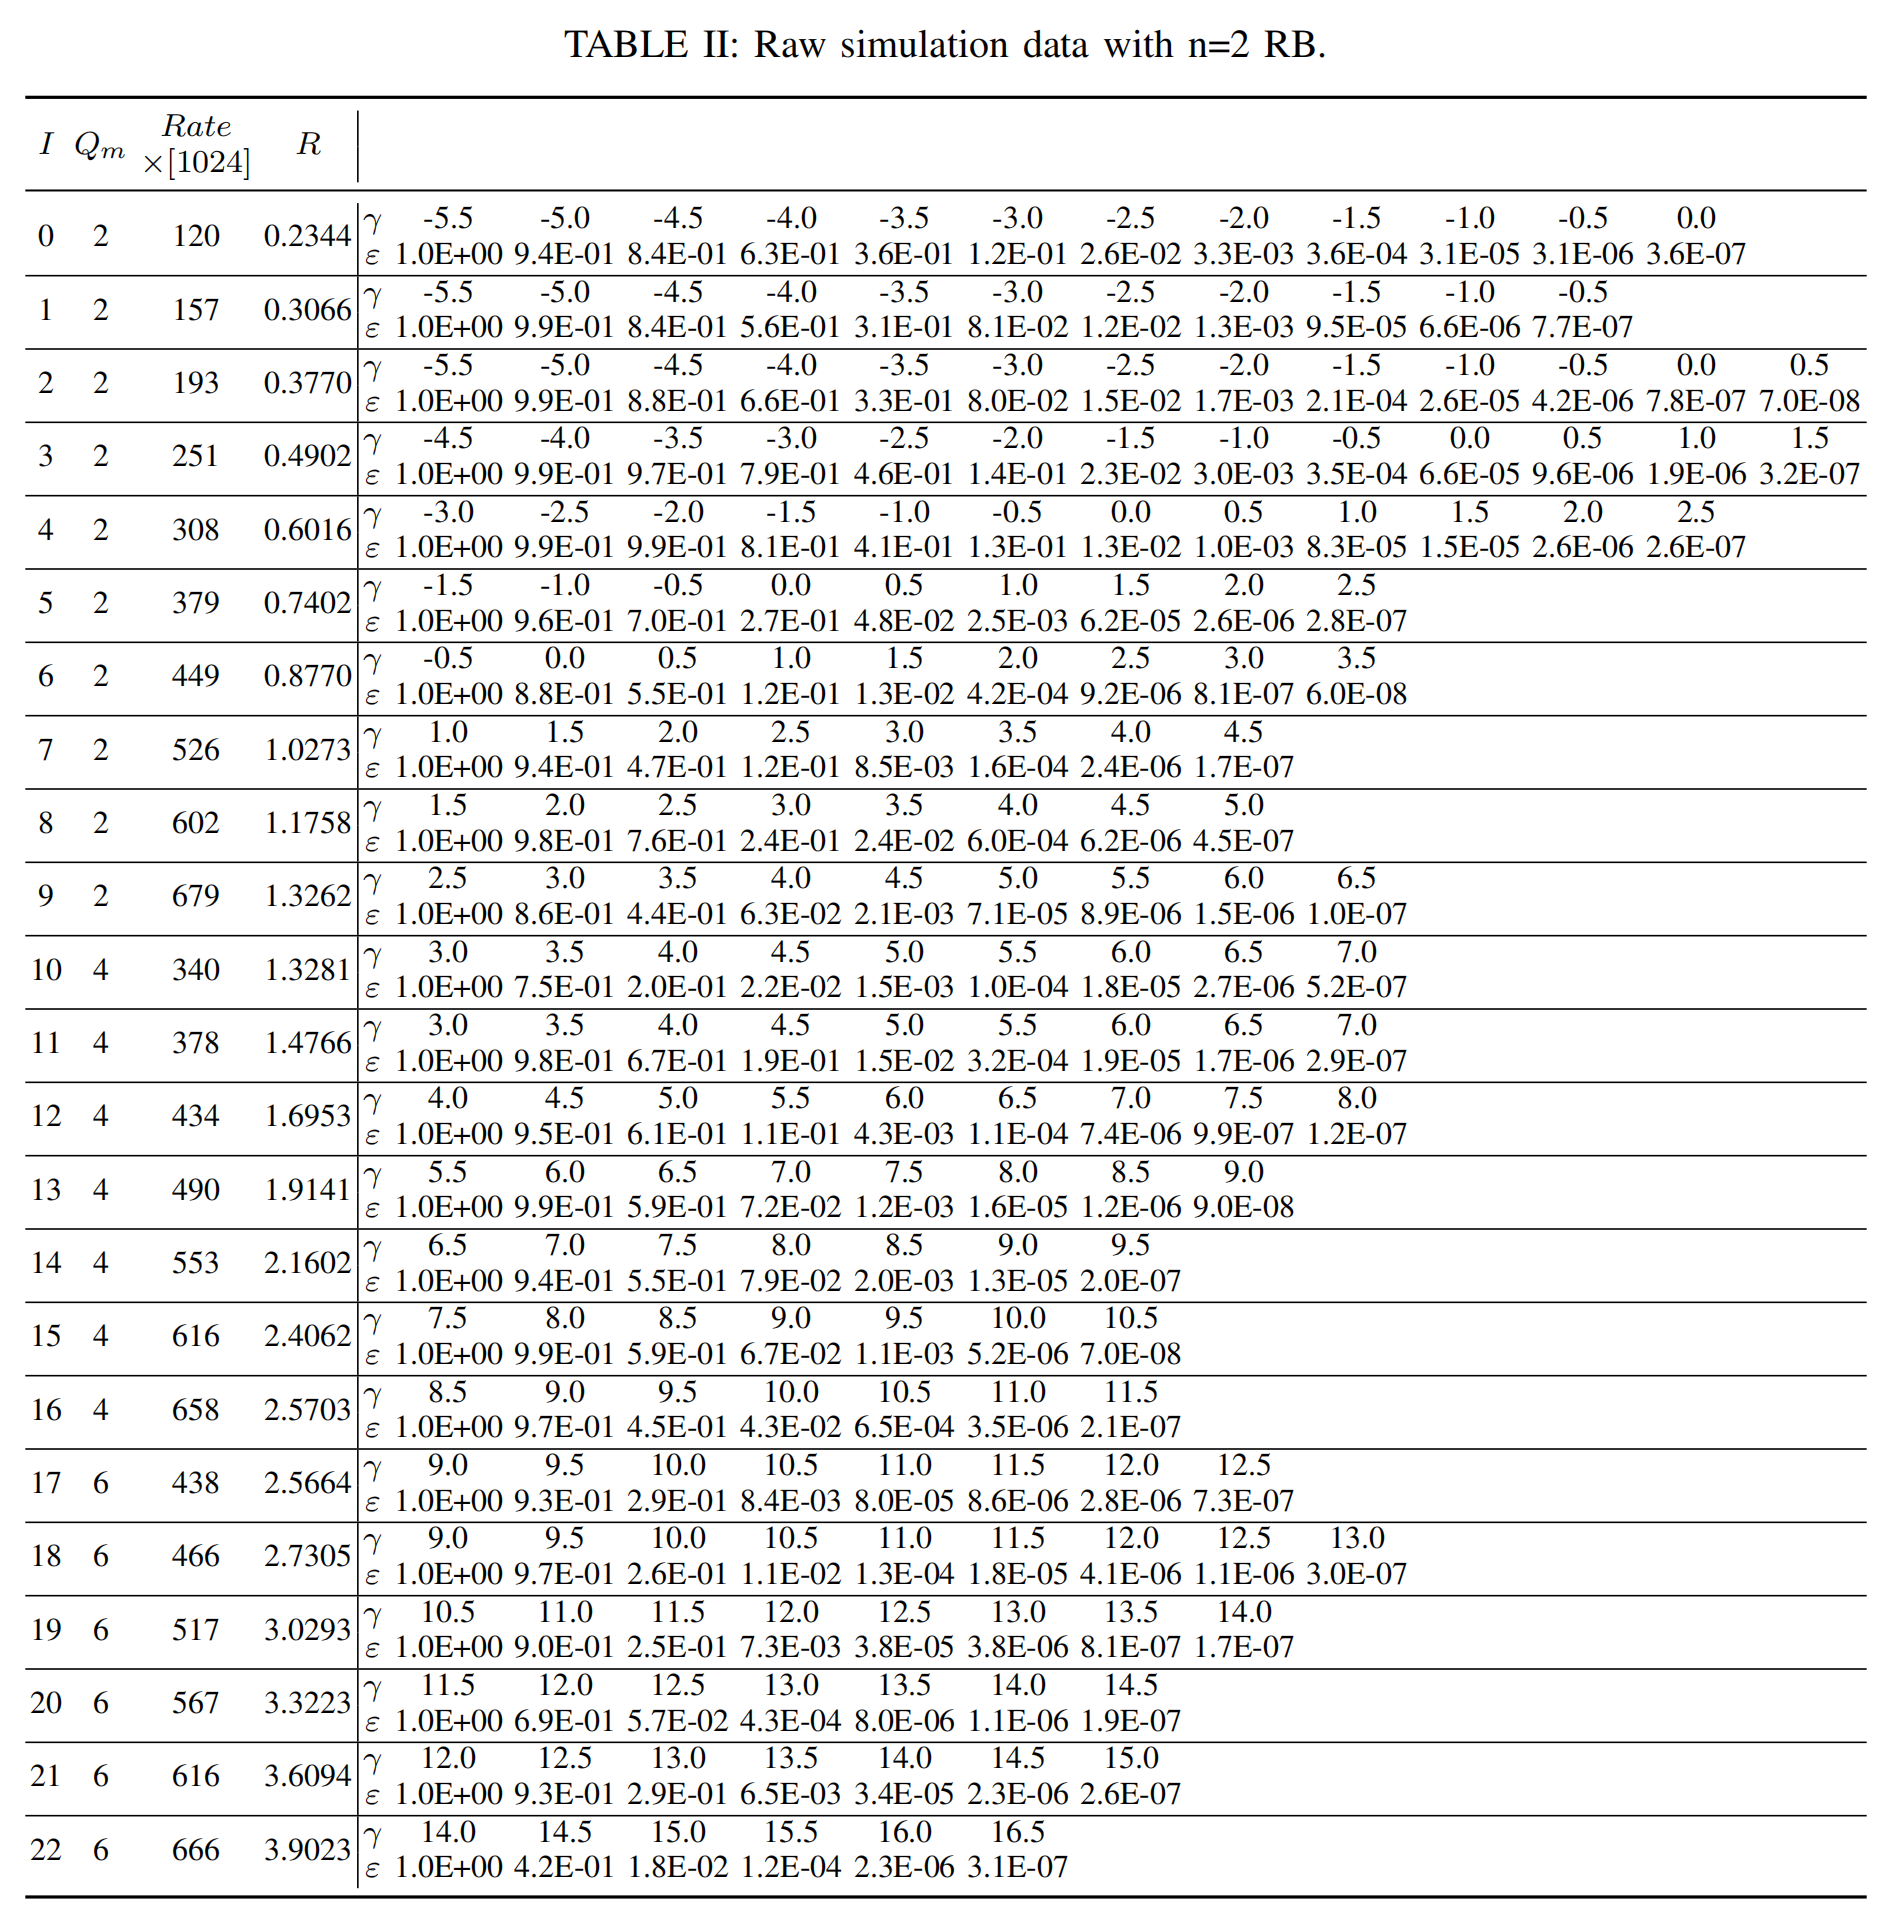 TABLE II: Raw simulation data with n=2 RB.
I Qm Rate ×[1024] R
γ -5.5 -5.0 -4.5 -4.0 -3.5 -3.0 -2.5 -2.0 -1.5 -1.0 -0.5 0.0
0 2 120 0.2344
ε 1.0E+00 9.4E-01 8.4E-01 6.3E-01 3.6E-01 1.2E-01 2.6E-02 3.3E-03 3.6E-04 3.1E-05 3.1E-06 3.6E-07
γ -5.5 -5.0 -4.5 -4.0 -3.5 -3.0 -2.5 -2.0 -1.5 -1.0 -0.5
1 2 157 0.3066
ε 1.0E+00 9.9E-01 8.4E-01 5.6E-01 3.1E-01 8.1E-02 1.2E-02 1.3E-03 9.5E-05 6.6E-06 7.7E-07
γ -5.5 -5.0 -4.5 -4.0 -3.5 -3.0 -2.5 -2.0 -1.5 -1.0 -0.5 0.0 0.5
2 2 193 0.3770
ε 1.0E+00 9.9E-01 8.8E-01 6.6E-01 3.3E-01 8.0E-02 1.5E-02 1.7E-03 2.1E-04 2.6E-05 4.2E-06 7.8E-07 7.0E-08
γ -4.5 -4.0 -3.5 -3.0 -2.5 -2.0 -1.5 -1.0 -0.5 0.0 0.5 1.0 1.5
3 2 251 0.4902
ε 1.0E+00 9.9E-01 9.7E-01 7.9E-01 4.6E-01 1.4E-01 2.3E-02 3.0E-03 3.5E-04 6.6E-05 9.6E-06 1.9E-06 3.2E-07
γ -3.0 -2.5 -2.0 -1.5 -1.0 -0.5 0.0 0.5 1.0 1.5 2.0 2.5
4 2 308 0.6016
ε 1.0E+00 9.9E-01 9.9E-01 8.1E-01 4.1E-01 1.3E-01 1.3E-02 1.0E-03 8.3E-05 1.5E-05 2.6E-06 2.6E-07
γ -1.5 -1.0 -0.5 0.0 0.5 1.0 1.5 2.0 2.5
5 2 379 0.7402
ε 1.0E+00 9.6E-01 7.0E-01 2.7E-01 4.8E-02 2.5E-03 6.2E-05 2.6E-06 2.8E-07
γ -0.5 0.0 0.5 1.0 1.5 2.0 2.5 3.0 3.5
6 2 449 0.8770
ε 1.0E+00 8.8E-01 5.5E-01 1.2E-01 1.3E-02 4.2E-04 9.2E-06 8.1E-07 6.0E-08
γ 1.0 1.5 2.0 2.5 3.0 3.5 4.0 4.5
7 2 526 1.0273
ε 1.0E+00 9.4E-01 4.7E-01 1.2E-01 8.5E-03 1.6E-04 2.4E-06 1.7E-07
γ 1.5 2.0 2.5 3.0 3.5 4.0 4.5 5.0
8 2 602 1.1758
ε 1.0E+00 9.8E-01 7.6E-01 2.4E-01 2.4E-02 6.0E-04 6.2E-06 4.5E-07
γ 2.5 3.0 3.5 4.0 4.5 5.0 5.5 6.0 6.5
9 2 679 1.3262
ε 1.0E+00 8.6E-01 4.4E-01 6.3E-02 2.1E-03 7.1E-05 8.9E-06 1.5E-06 1.0E-07
γ 3.0 3.5 4.0 4.5 5.0 5.5 6.0 6.5 7.0
10 4 340 1.3281
ε 1.0E+00 7.5E-01 2.0E-01 2.2E-02 1.5E-03 1.0E-04 1.8E-05 2.7E-06 5.2E-07
γ 3.0 3.5 4.0 4.5 5.0 5.5 6.0 6.5 7.0
11 4 378 1.4766
ε 1.0E+00 9.8E-01 6.7E-01 1.9E-01 1.5E-02 3.2E-04 1.9E-05 1.7E-06 2.9E-07
γ 4.0 4.5 5.0 5.5 6.0 6.5 7.0 7.5 8.0
12 4 434 1.6953
ε 1.0E+00 9.5E-01 6.1E-01 1.1E-01 4.3E-03 1.1E-04 7.4E-06 9.9E-07 1.2E-07
γ 5.5 6.0 6.5 7.0 7.5 8.0 8.5 9.0
13 4 490 1.9141
ε 1.0E+00 9.9E-01 5.9E-01 7.2E-02 1.2E-03 1.6E-05 1.2E-06 9.0E-08
γ 6.5 7.0 7.5 8.0 8.5 9.0 9.5
14 4 553 2.1602
ε 1.0E+00 9.4E-01 5.5E-01 7.9E-02 2.0E-03 1.3E-05 2.0E-07
γ 7.5 8.0 8.5 9.0 9.5 10.0 10.5
15 4 616 2.4062
ε 1.0E+00 9.9E-01 5.9E-01 6.7E-02 1.1E-03 5.2E-06 7.0E-08
γ 8.5 9.0 9.5 10.0 10.5 11.0 11.5
16 4 658 2.5703
ε 1.0E+00 9.7E-01 4.5E-01 4.3E-02 6.5E-04 3.5E-06 2.1E-07
γ 9.0 9.5 10.0 10.5 11.0 11.5 12.0 12.5
17 6 438 2.5664
ε 1.0E+00 9.3E-01 2.9E-01 8.4E-03 8.0E-05 8.6E-06 2.8E-06 7.3E-07
γ 9.0 9.5 10.0 10.5 11.0 11.5 12.0 12.5 13.0
18 6 466 2.7305
ε 1.0E+00 9.7E-01 2.6E-01 1.1E-02 1.3E-04 1.8E-05 4.1E-06 1.1E-06 3.0E-07
γ 10.5 11.0 11.5 12.0 12.5 13.0 13.5 14.0
19 6 517 3.0293
ε 1.0E+00 9.0E-01 2.5E-01 7.3E-03 3.8E-05 3.8E-06 8.1E-07 1.7E-07
γ 11.5 12.0 12.5 13.0 13.5 14.0 14.5
20 6 567 3.3223
ε 1.0E+00 6.9E-01 5.7E-02 4.3E-04 8.0E-06 1.1E-06 1.9E-07
γ 12.0 12.5 13.0 13.5 14.0 14.5 15.0
21 6 616 3.6094
ε 1.0E+00 9.3E-01 2.9E-01 6.5E-03 3.4E-05 2.3E-06 2.6E-07
γ 14.0 14.5 15.0 15.5 16.0 16.5
22 6 666 3.9023
ε 1.0E+00 4.2E-01 1.8E-02 1.2E-04 2.3E-06 3.1E-07